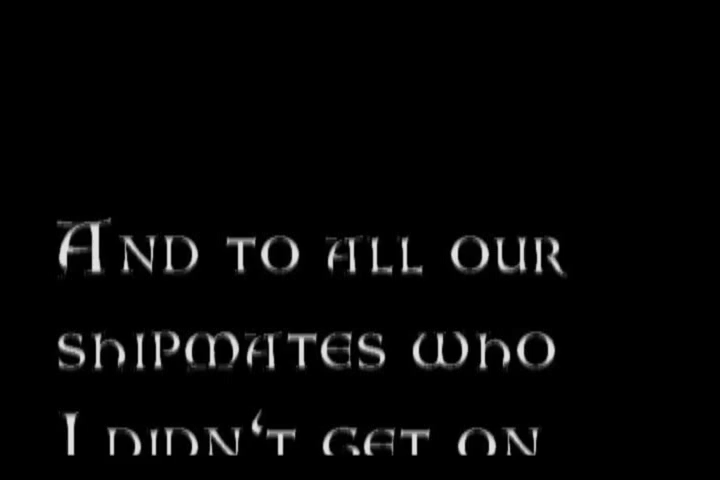 And to all our
shipmates who
I didn‘t get on